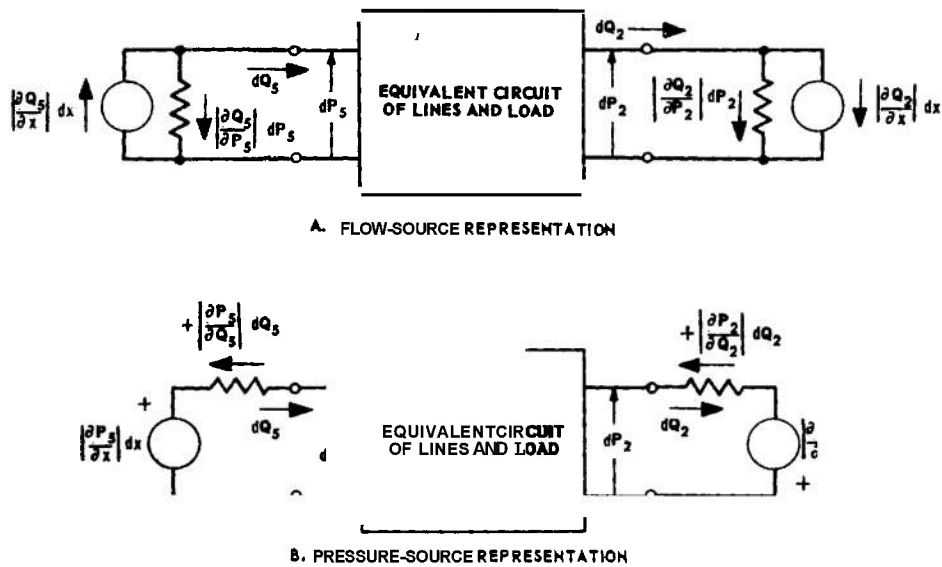 dQ₂
|∂Q₅/∂x| dx
dQ₅
|∂Q₅/∂P₅| dP₅
dP₅
EQUIVALENT CIRCUIT
OF LINES AND LOAD
dP₂
|∂Q₂/∂P₂| dP₂
|∂Q₂/∂x| dx
A. FLOW-SOURCE REPRESENTATION
+ |∂P₅/∂Q₅| dQ₅
+ |∂P₂/∂Q₂| dQ₂
+
|∂P₅/∂x| dx
dQ₅
d
EQUIVALENTCIRCUIT
OF LINES AND LOAD
dP₂
dQ₂
+
B. PRESSURE-SOURCE REPRESENTATION